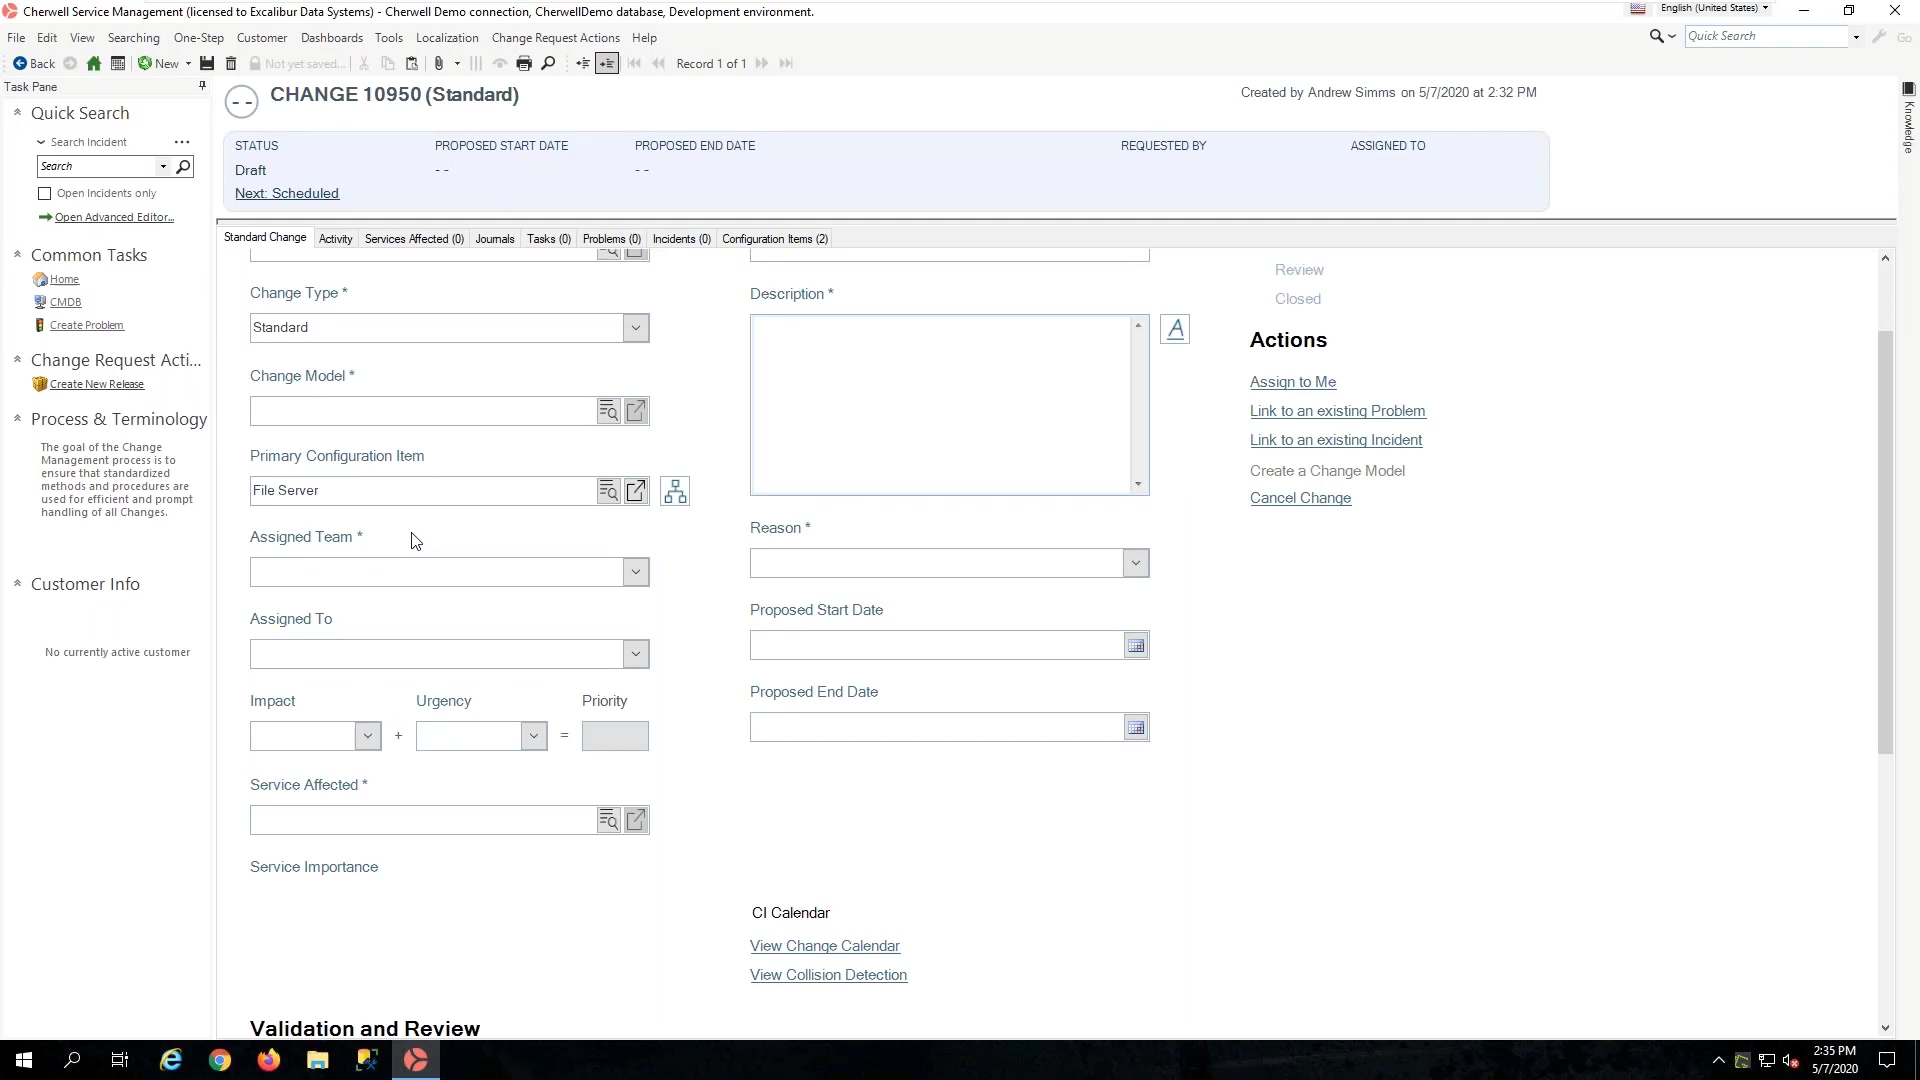 Cherwell Service Management (licensed to Excalibur Data Systems) - Cherwell Demo connection, CherwellDemo database, Development environment.
English (United States)
File Edit View Searching One-Step Customer Dashboards Tools Localization Change Request Actions Help
Quick Search
Go
Back
New
Not yet saved...
Record 1 of 1
Task Pane
Quick Search
Search Incident
Search
Open Incidents only
Open Advanced Editor...
Common Tasks
Home
CMDB
Create Problem
Change Request Acti...
Create New Release
Process & Terminology
The goal of the Change
Management process is to
ensure that standardized
methods and procedures are
used for efficient and prompt
handling of all Changes.
Customer Info
No currently active customer
- -
CHANGE 10950 (Standard)
Created by Andrew Simms on 5/7/2020 at 2:32 PM
STATUS PROPOSED START DATE PROPOSED END DATE REQUESTED BY ASSIGNED TO
Draft - - - -
Next: Scheduled
Standard Change Activity Services Affected (0) Journals Tasks (0) Problems (0) Incidents (0) Configuration Items (2)
Change Type *
Standard
Change Model *
Primary Configuration Item
File Server
Assigned Team *
Assigned To
Impact Urgency Priority
+ =
Service Affected *
Service Importance
Validation and Review
Description *
A
Reason *
Proposed Start Date
Proposed End Date
CI Calendar
View Change Calendar
View Collision Detection
Review
Closed
Actions
Assign to Me
Link to an existing Problem
Link to an existing Incident
Create a Change Model
Cancel Change
Knowledge
2:35 PM
5/7/2020